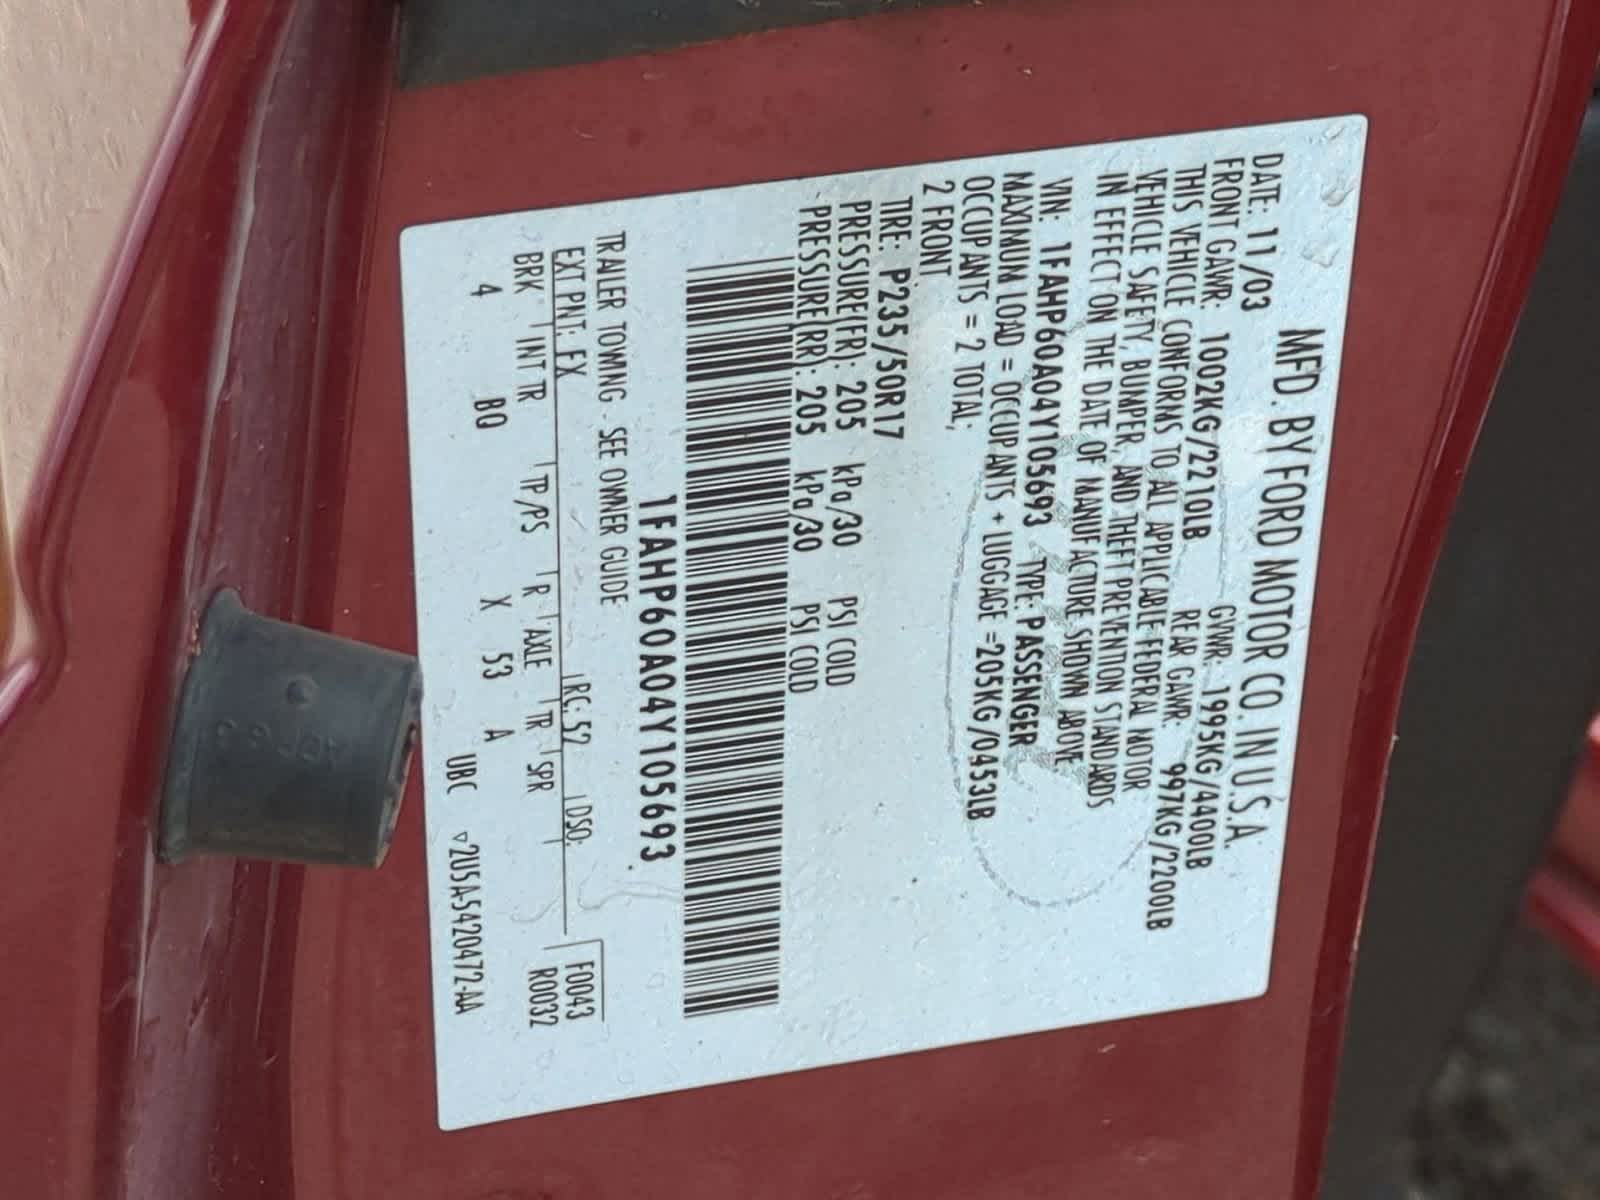 MFD. BY FORD MOTOR CO. IN U.S.A.
DATE: 11/03 GVWR: 1995KG/4400LB
FRONT GAWR: 1002KG/2210LB REAR GAWR: 997KG/2200LB
THIS VEHICLE CONFORMS TO ALL APPLICABLE FEDERAL MOTOR
VEHICLE SAFETY, BUMPER, AND THEFT PREVENTION STANDARDS
IN EFFECT ON THE DATE OF MANUFACTURE SHOWN ABOVE
VIN: 1FAHP60A04Y105693 TYPE: PASSENGER
MAXIMUM LOAD = OCCUPANTS + LUGGAGE =205KG/0453LB
OCCUPANTS = 2 TOTAL;
2 FRONT
TIRE: P235/50R17
PRESSURE(FR): 205 kPa/30 PSI COLD
PRESSURE(RR): 205 kPa/30 PSI COLD
1FAHP60A04Y105693
TRAILER TOWING - SEE OWNER GUIDE
EXT PNT: FX RC: 52 DSO: F0043
BRK INT TR TP/PS R AXLE TR SPR R0032
4 BQ X 53 A
UBC 2U5A-5420472-AA